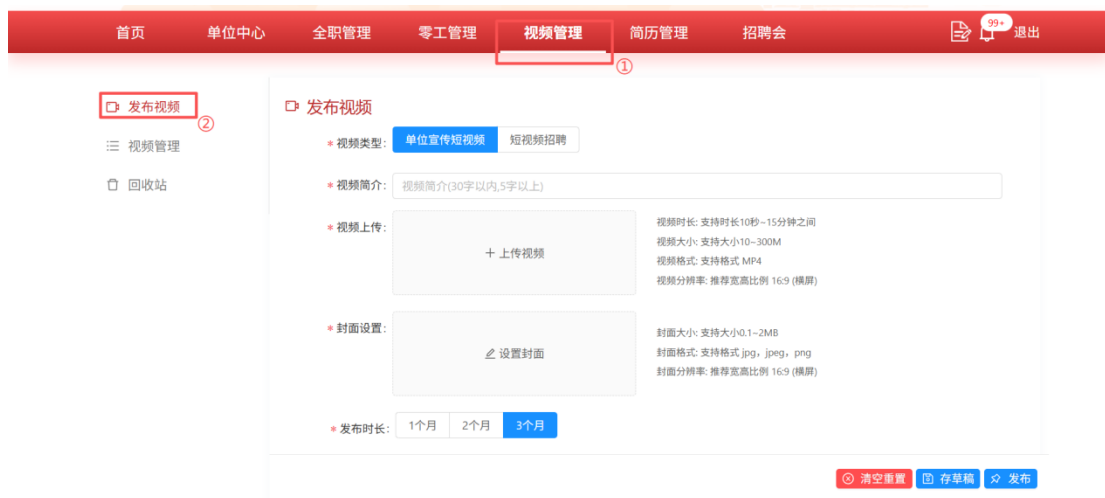 首页 单位中心 全职管理 零工管理 视频管理 简历管理 招聘会 99+ 退出
①
发布视频
②
视频管理
回收站
发布视频
* 视频类型: 单位宣传短视频 短视频招聘
* 视频简介: 视频简介(30字以内,5字以上)
* 视频上传: + 上传视频
视频时长: 支持时长10秒~15分钟之间
视频大小: 支持大小10~300M
视频格式: 支持格式 MP4
视频分辨率: 推荐宽高比例 16:9 (横屏)
* 封面设置: 设置封面
封面大小: 支持大小0.1~2MB
封面格式: 支持格式 jpg，jpeg，png
封面分辨率: 推荐宽高比例 16:9 (横屏)
* 发布时长: 1个月 2个月 3个月
清空重置 存草稿 发布